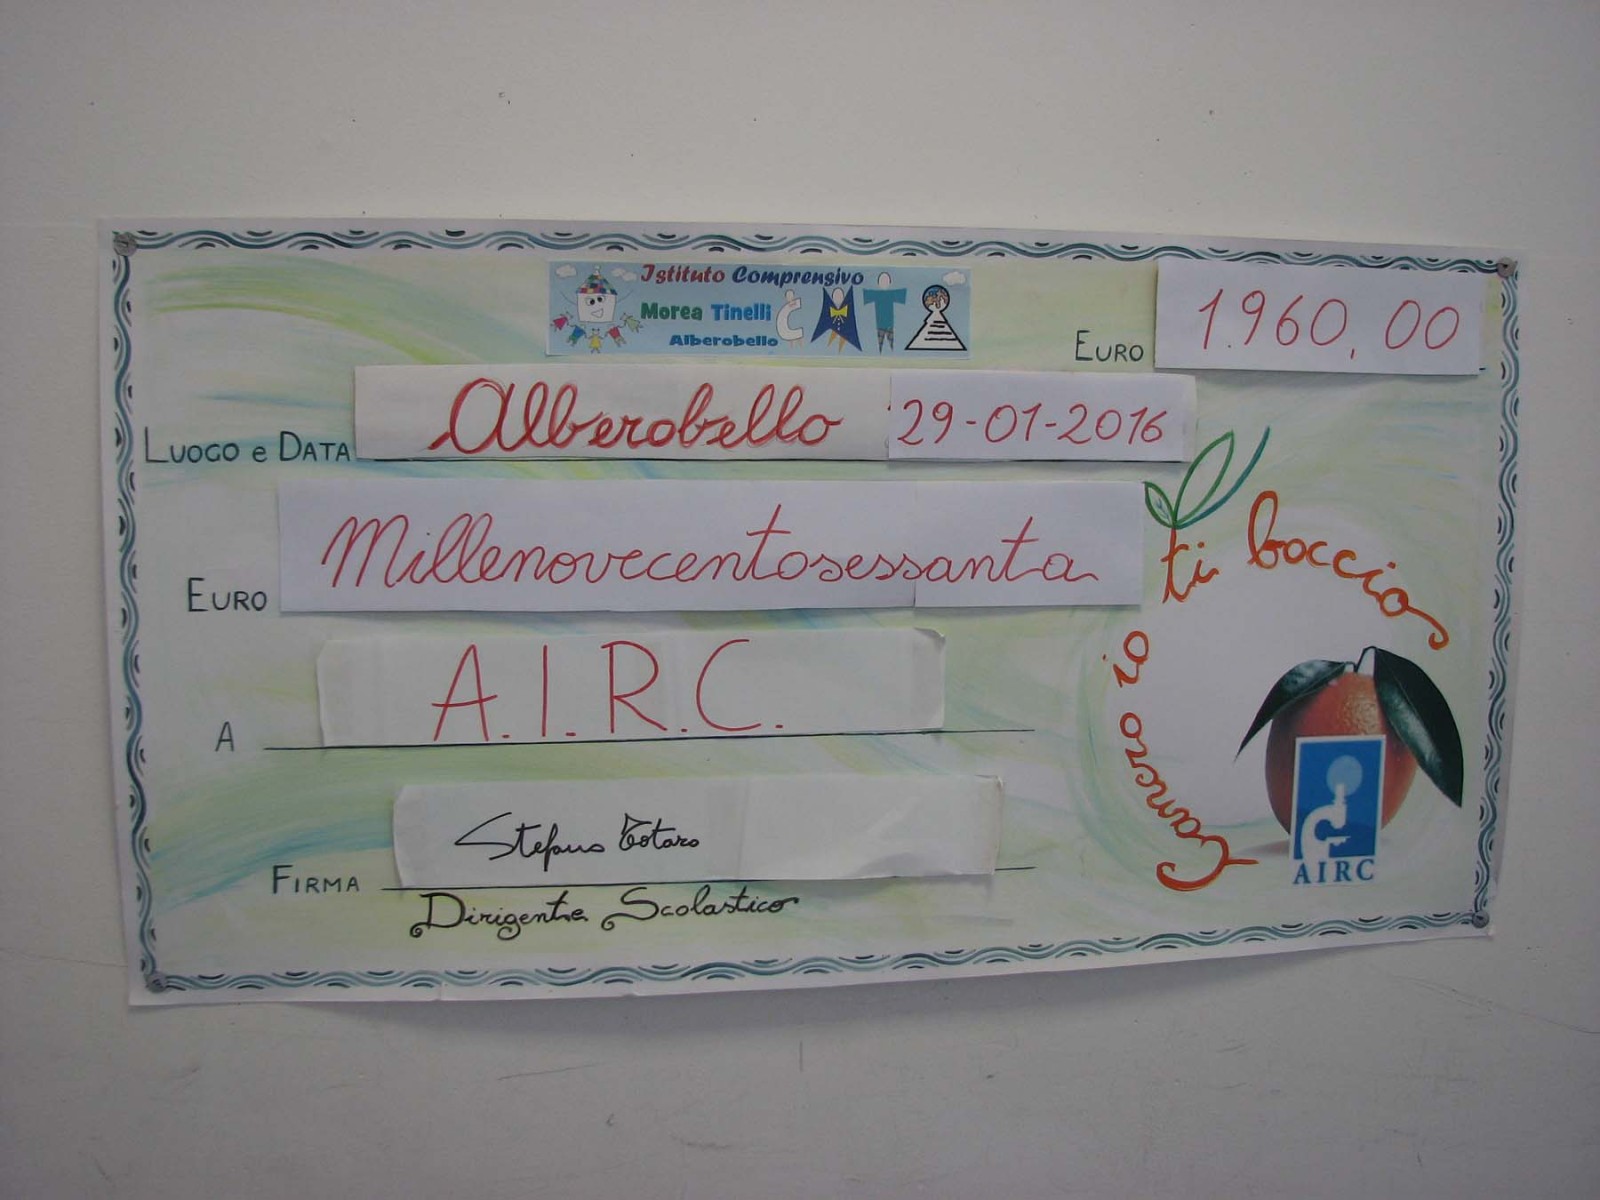 Istituto Comprensivo
Morea Tinelli CMTA
Alberobello
EURO 1.960,00
LUOGO e DATA Alberobello 29-01-2016
EURO Millenovecentosessanta
A A.I.R.C.
FIRMA Stefano Totaro
Dirigente Scolastico
Cancro io ti boccio
AIRC